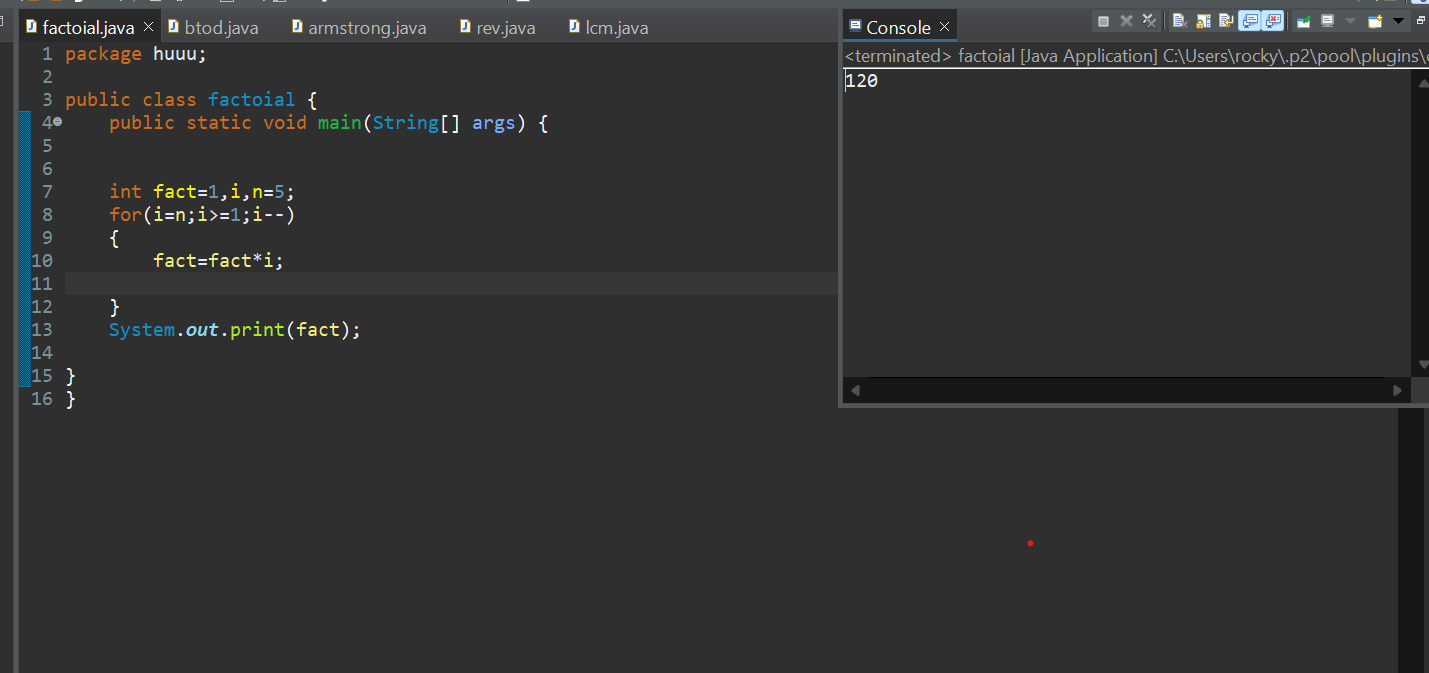 factoial.java
btod.java
armstrong.java
rev.java
lcm.java
1 package huuu;
2
3 public class factoial {
4 public static void main(String[] args) {
5
6
7 int fact=1,i,n=5;
8 for(i=n;i>=1;i--)
9 {
10 fact=fact*i;
11
12 }
13 System.out.print(fact);
14
15 }
16 }
Console
<terminated> factoial [Java Application] C:\Users\rocky\.p2\pool\plugins\
120